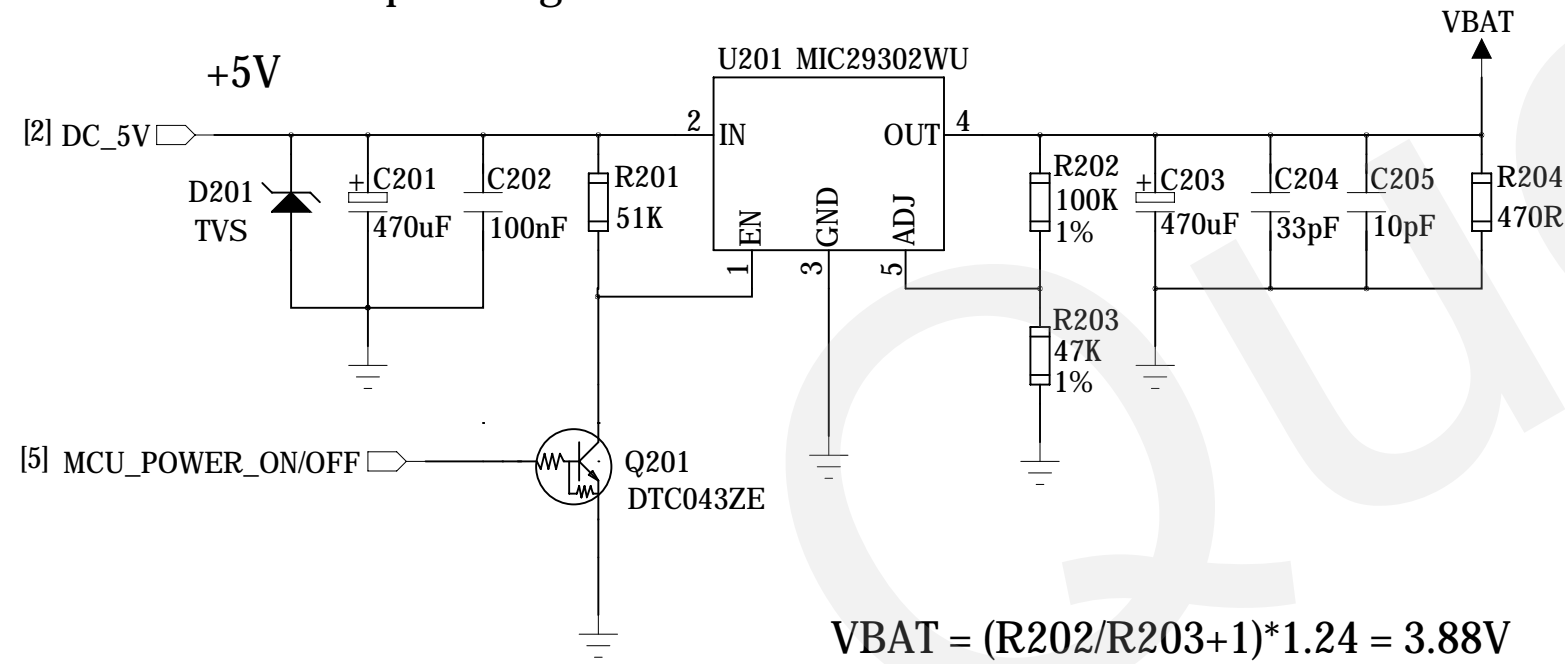 VBAT
U201 MIC29302WU
+5V
[2] DC_5V
2
IN
OUT
4
D201
TVS
+
C201
470uF
C202
100nF
R201
51K
EN
GND
ADJ
1
3
5
R202
100K
1%
+
C203
470uF
C204
33pF
C205
10pF
R204
470R
R203
47K
1%
[5] MCU_POWER_ON/OFF
Q201
DTC043ZE
VBAT = (R202/R203+1)*1.24 = 3.88V